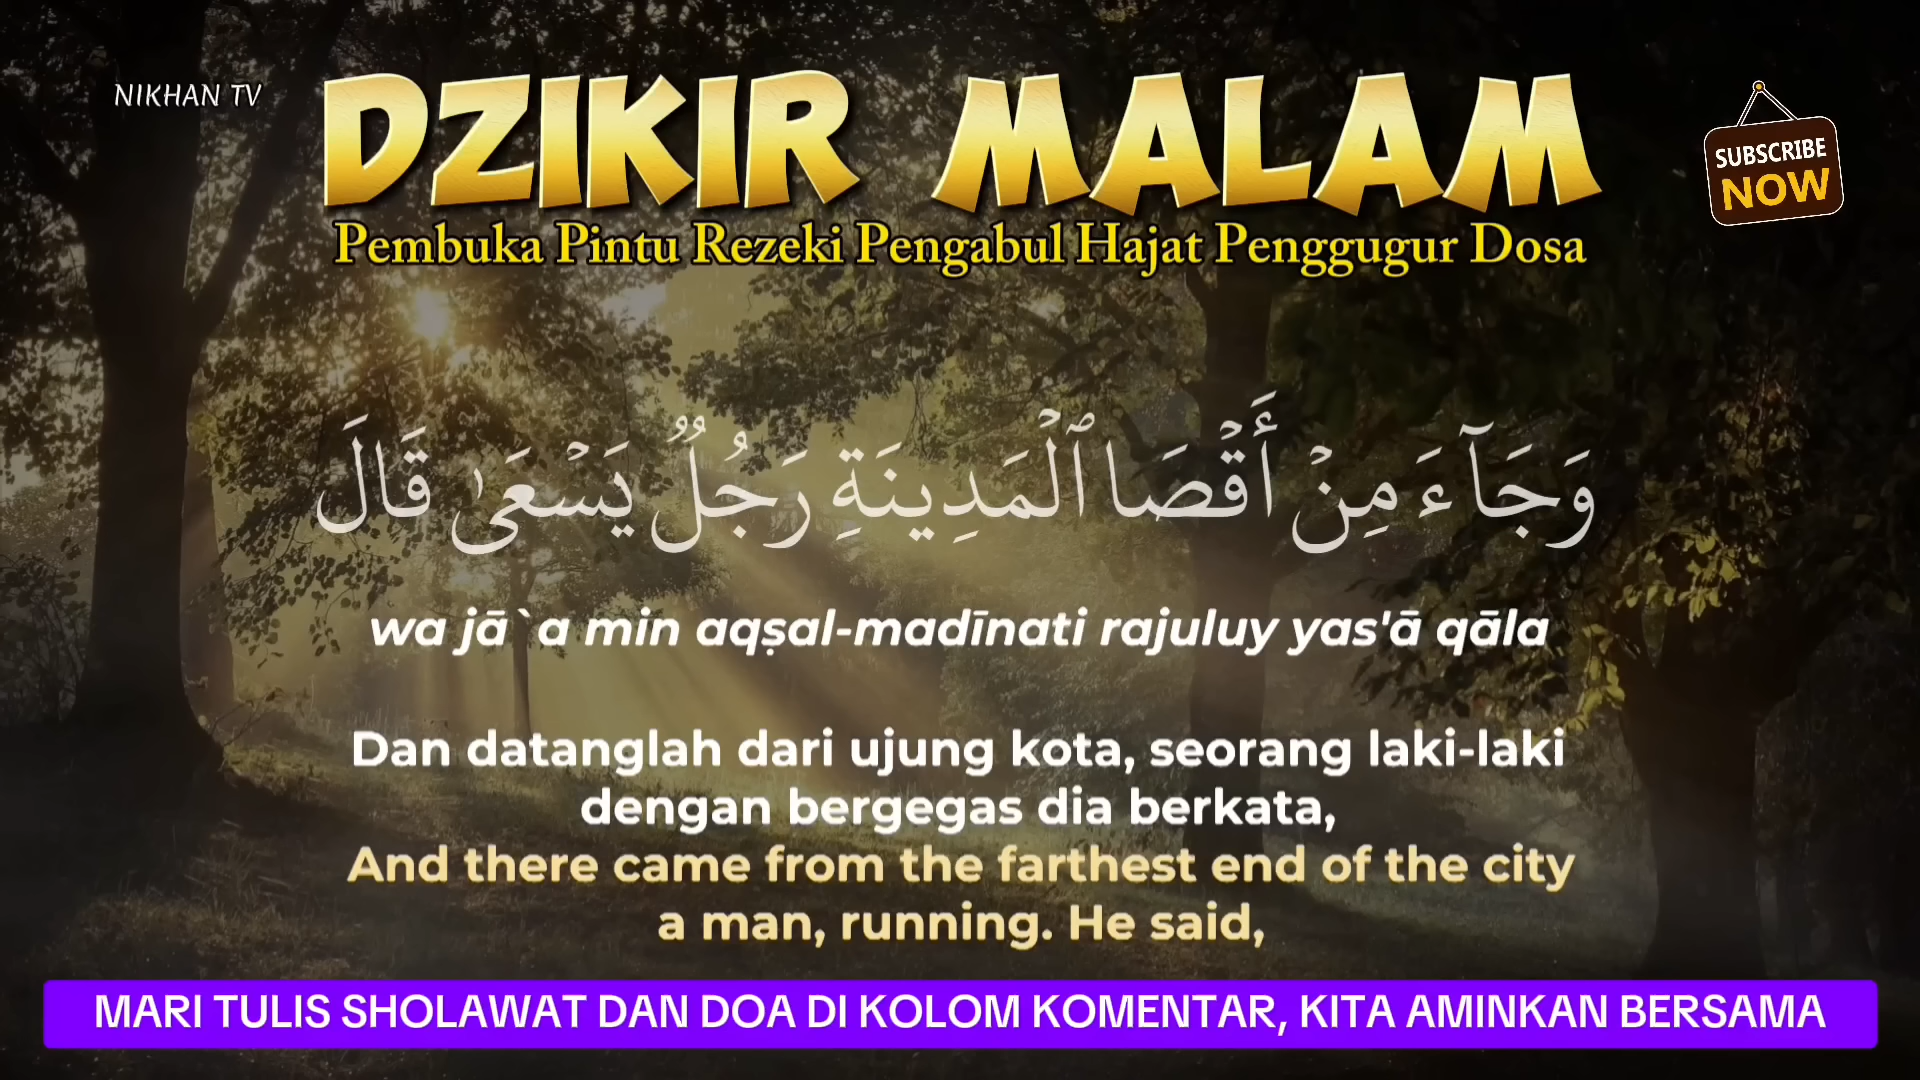 NIKHAN TV
DZIKIR MALAM
SUBSCRIBE
NOW
Pembuka Pintu Rezeki Pengabul Hajat Penggugur Dosa
وَجَآءَ مِنْ أَقْصَا ٱلْمَدِينَةِ رَجُلٌ يَسْعَىٰ قَالَ
wa jā`a min aqṣal-madīnati rajuluy yas'ā qāla
Dan datanglah dari ujung kota, seorang laki-laki
dengan bergegas dia berkata,
And there came from the farthest end of the city
a man, running. He said,
MARI TULIS SHOLAWAT DAN DOA DI KOLOM KOMENTAR, KITA AMINKAN BERSAMA